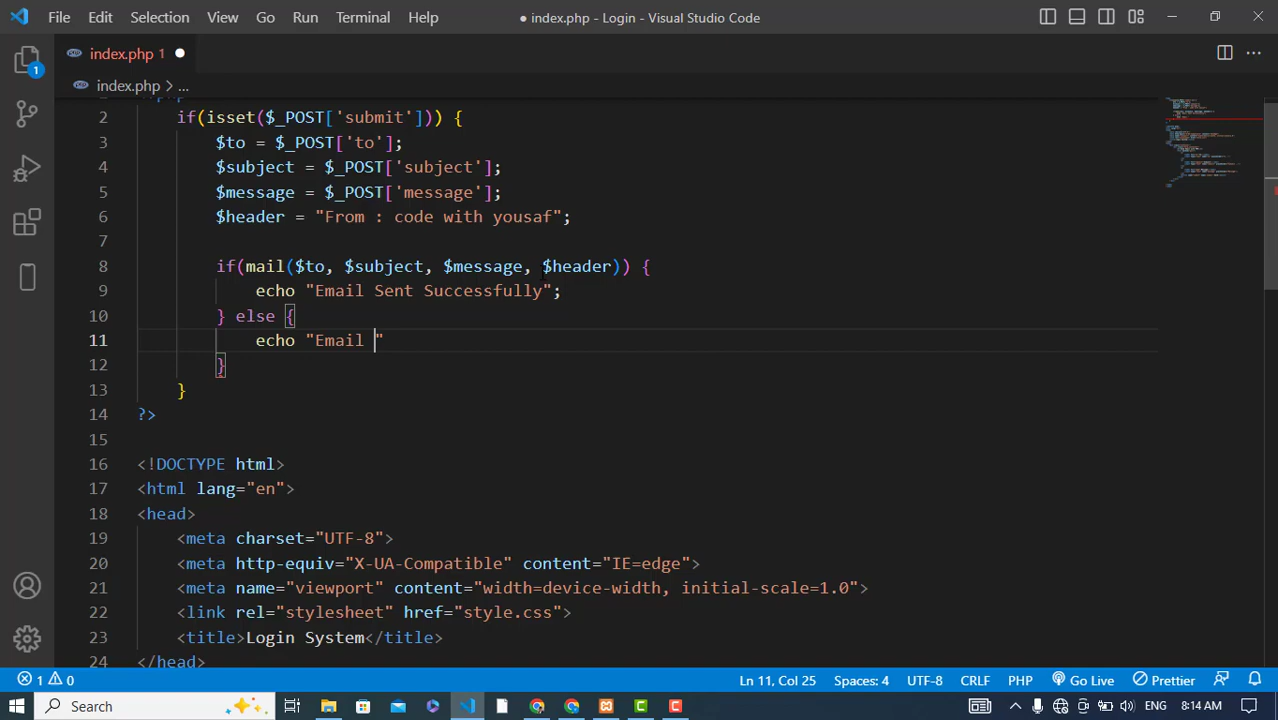 File Edit Selection View Go Run Terminal Help ● index.php - Login - Visual Studio Code
index.php 1 ●
index.php > ...
1
2 if(isset($_POST['submit'])) {
3 $to = $_POST['to'];
4 $subject = $_POST['subject'];
5 $message = $_POST['message'];
6 $header = "From : code with yousaf";
7
8 if(mail($to, $subject, $message, $header)) {
9 echo "Email Sent Successfully";
10 } else {
11 echo "Email "
12 }
13 }
14 ?>
15
16 <!DOCTYPE html>
17 <html lang="en">
18 <head>
19 <meta charset="UTF-8">
20 <meta http-equiv="X-UA-Compatible" content="IE=edge">
21 <meta name="viewport" content="width=device-width, initial-scale=1.0">
22 <link rel="stylesheet" href="style.css">
23 <title>Login System</title>
24 </head>
1 0 Ln 11, Col 25 Spaces: 4 UTF-8 CRLF PHP Go Live Prettier
Search ENG 8:14 AM